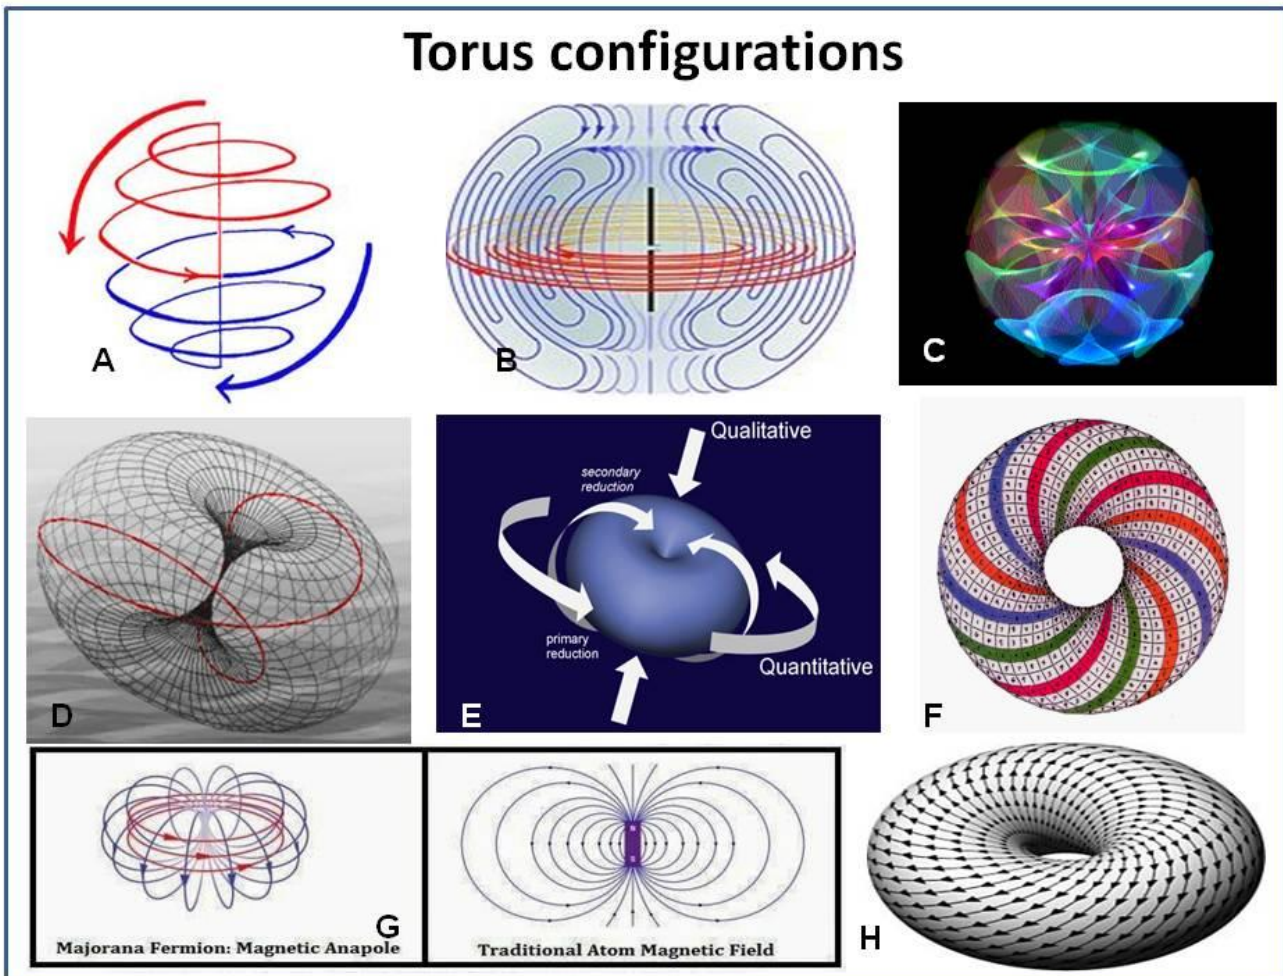 Torus configurations
A
B
C
Qualitative
secondary
reduction
primary
reduction
Quantitative
D
E
F
G
Majorana Fermion: Magnetic Anapole
Traditional Atom Magnetic Field
H